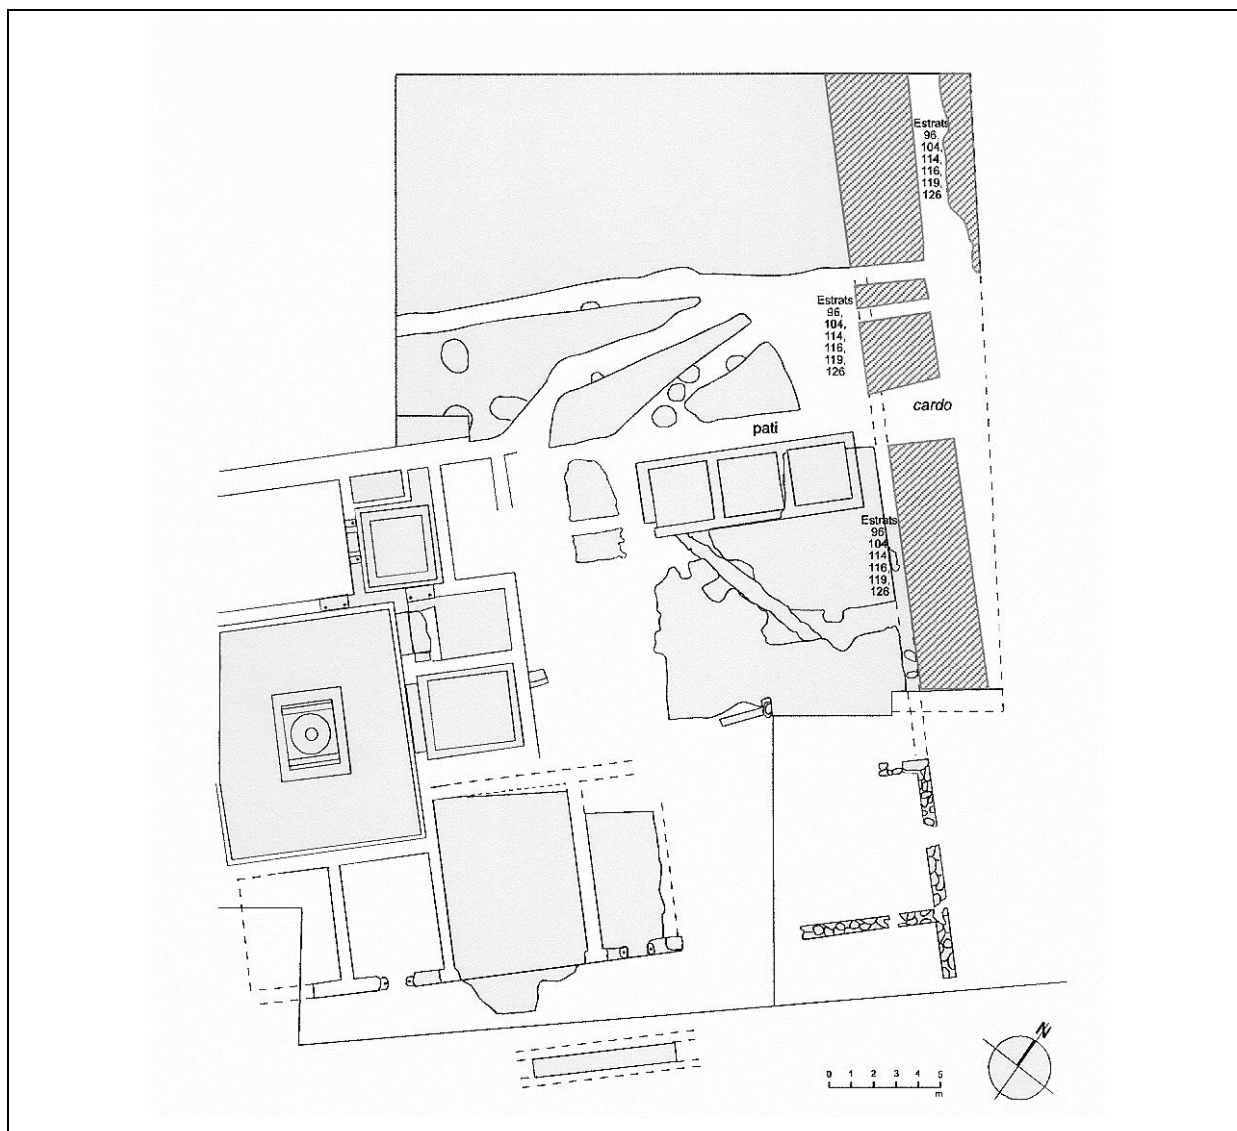 Estrats
96,
104,
114,
116,
119,
126
Estrats
96,
104,
114,
116,
119,
126
cardo
pati
Estrats
96
104
114
116,
119,
126
N
0 1 2 3 4 5
m